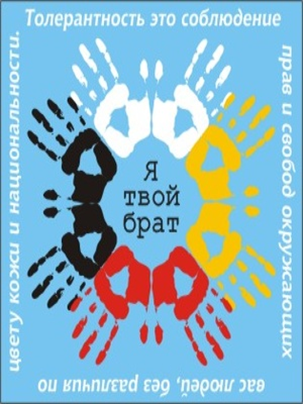 Толерантность это соблюдение
прав и свобод окружающих
вас людей, без различия по
цвету кожи и национальности.
Я
твой
брат